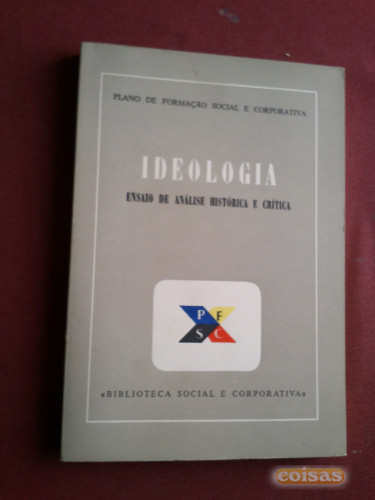 PLANO DE FORMAÇÃO SOCIAL E CORPORATIVA
IDEOLOGIA
ENSAIO DE ANÁLISE HISTÓRICA E CRÍTICA
P F
S C
«BIBLIOTECA SOCIAL E CORPORATIVA»
coisas